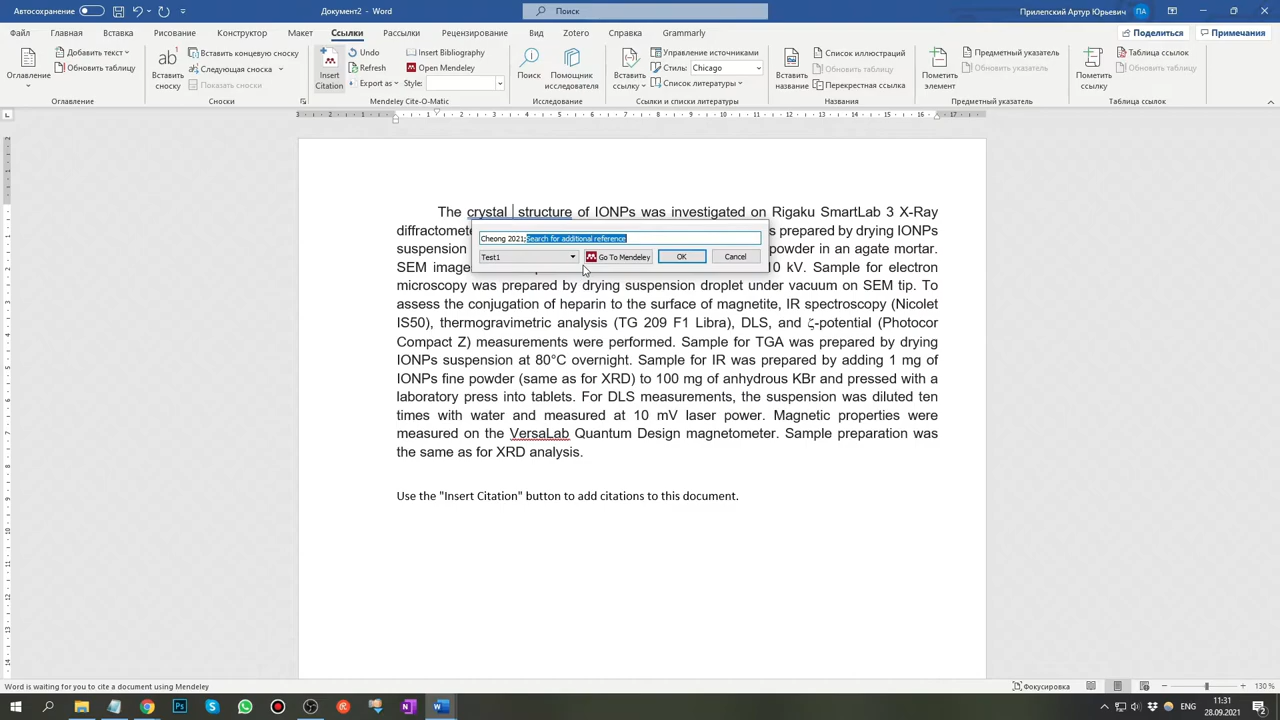 Автосохранение
Документ2 - Word
Поиск
Приленский Артур Юрьевич
ПА
Файл Главная Вставка Рисование Конструктор Макет Ссылки Рассылки Рецензирование Вид Zotero Справка Grammarly
Поделиться
Примечания
Оглавление
Добавить текст
Обновить таблицу
Оглавление
ab
Вставить сноску
Вставить концевую сноску
Следующая сноска
Показать сноски
Сноски
Insert Citation
Undo
Refresh
Export as
Insert Bibliography
Open Mendeley
Style:
Mendeley Cite-O-Matic
Поиск
Помощник исследователя
Исследование
Вставить ссылку
Управление источниками
Стиль: Chicago
Список литературы
Ссылки и списки литературы
Вставить название
Список иллюстраций
Обновить таблицу
Перекрестная ссылка
Названия
Пометить элемент
Предметный указатель
Обновить указатель
Предметный указатель
Пометить ссылку
Таблица ссылок
Обновить таблицу
Таблица ссылок
The crystal structure of IONPs was investigated on Rigaku SmartLab 3 X-Ray
diffractomete
s prepared by drying IONPs
Cheong 2021;Search for additional reference
suspension
powder in an agate mortar.
Test1
Go To Mendeley
OK
Cancel
SEM imag
0 kV. Sample for electron
microscopy was prepared by drying suspension droplet under vacuum on SEM tip. To
assess the conjugation of heparin to the surface of magnetite, IR spectroscopy (Nicolet
IS50), thermogravimetric analysis (TG 209 F1 Libra), DLS, and ζ-potential (Photocor
Compact Z) measurements were performed. Sample for TGA was prepared by drying
IONPs suspension at 80°C overnight. Sample for IR was prepared by adding 1 mg of
IONPs fine powder (same as for XRD) to 100 mg of anhydrous KBr and pressed with a
laboratory press into tablets. For DLS measurements, the suspension was diluted ten
times with water and measured at 10 mV laser power. Magnetic properties were
measured on the VersaLab Quantum Design magnetometer. Sample preparation was
the same as for XRD analysis.
Use the "Insert Citation" button to add citations to this document.
Word is waiting for you to cite a document using Mendeley
Фокусировка
130 %
11:31
28.09.2021